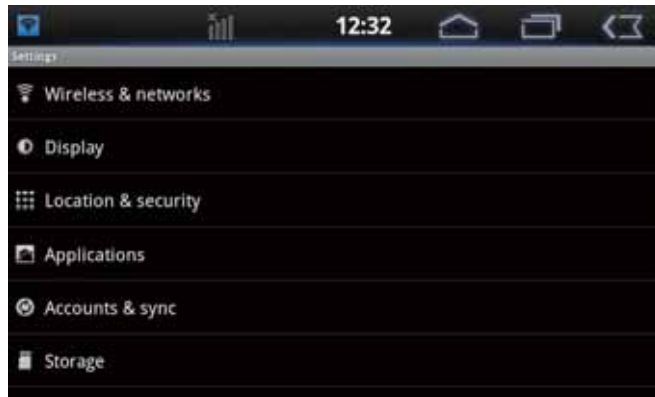 12:32
Settings
Wireless & networks
Display
Location & security
Applications
Accounts & sync
Storage